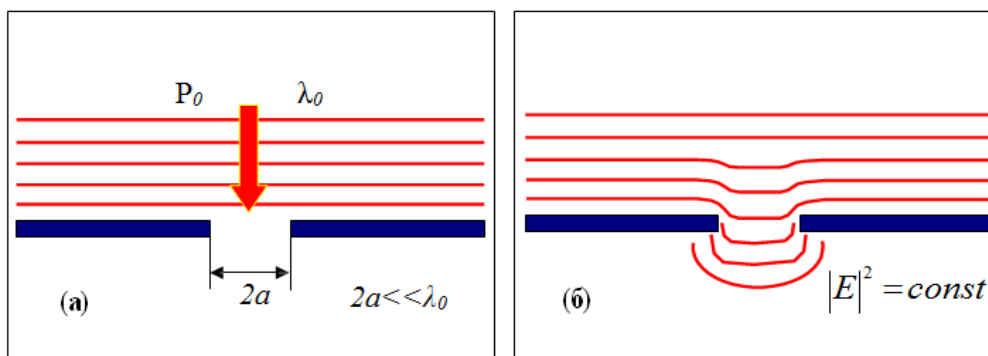 P₀ λ₀
2a
(а) 2a<<λ₀
(б) |E|² = const